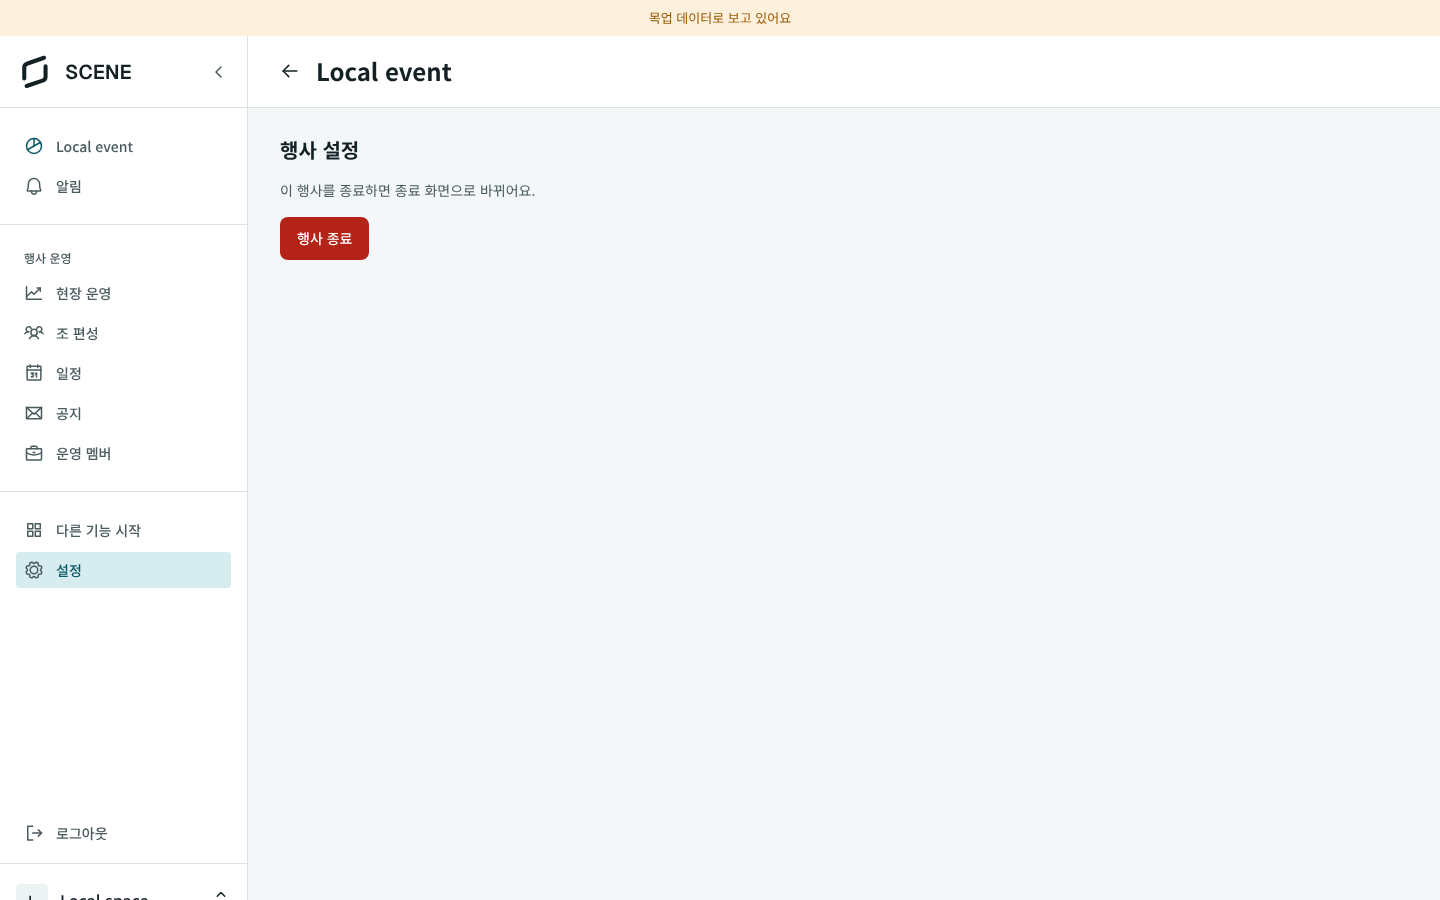 목업 데이터로 보고 있어요
SCENE
Local event
Local event
알림
행사 운영
현장 운영
조 편성
31
일정
공지
운영 멤버
다른 기능 시작
설정
로그아웃
L
Local space
행사 설정
이 행사를 종료하면 종료 화면으로 바뀌어요.
행사 종료